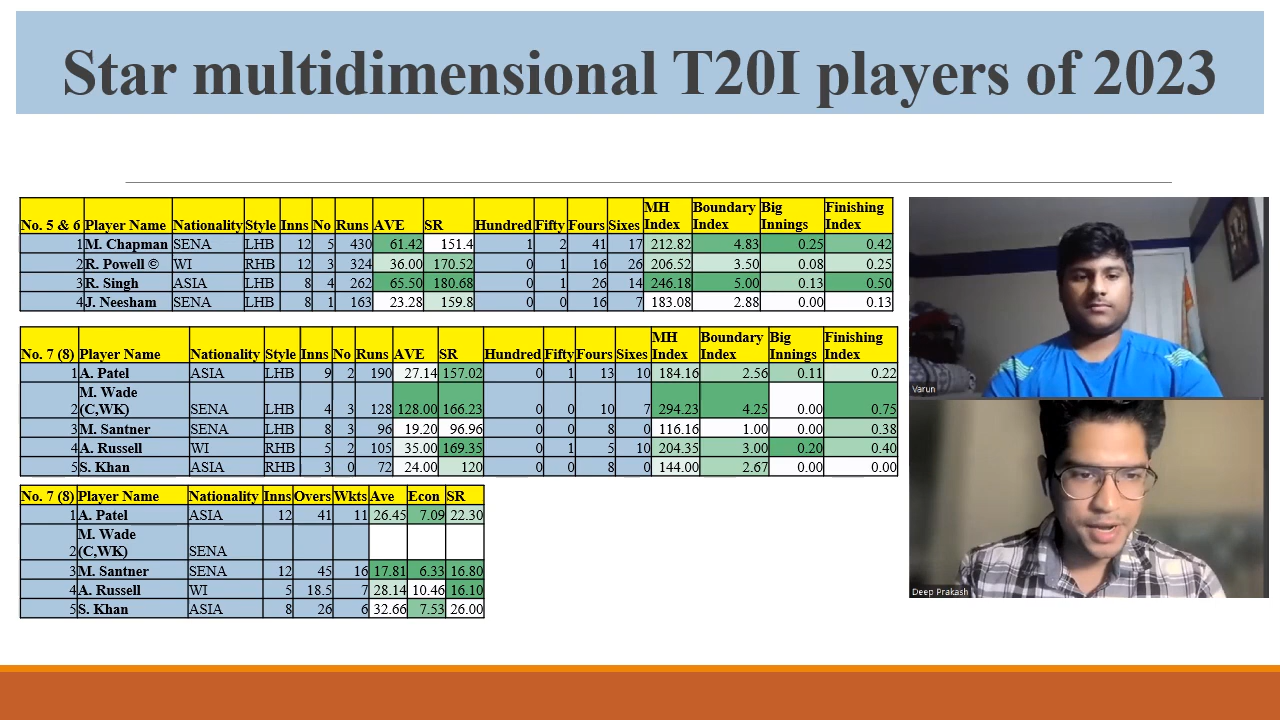 Star multidimensional T20I players of 2023
No. 5 & 6 Player Name Nationality Style Inns No Runs AVE SR Hundred Fifty Fours Sixes MH Index Boundary Index Big Innings Finishing Index
1 M. Chapman SENA LHB 12 5 430 61.42 151.4 1 2 41 17 212.82 4.83 0.25 0.42
2 R. Powell © WI RHB 12 3 324 36.00 170.52 0 1 16 26 206.52 3.50 0.08 0.25
3 R. Singh ASIA LHB 8 4 262 65.50 180.68 0 1 26 14 246.18 5.00 0.13 0.50
4 J. Neesham SENA LHB 8 1 163 23.28 159.8 0 0 16 7 183.08 2.88 0.00 0.13
No. 7 (8) Player Name Nationality Style Inns No Runs AVE SR Hundred Fifty Fours Sixes MH Index Boundary Index Big Innings Finishing Index
1 A. Patel ASIA LHB 9 2 190 27.14 157.02 0 1 13 10 184.16 2.56 0.11 0.22
2 M. Wade (C,WK) SENA LHB 4 3 128 128.00 166.23 0 0 10 7 294.23 4.25 0.00 0.75
3 M. Santner SENA LHB 8 3 96 19.20 96.96 0 0 8 0 116.16 1.00 0.00 0.38
4 A. Russell WI RHB 5 2 105 35.00 169.35 0 1 5 10 204.35 3.00 0.20 0.40
5 S. Khan ASIA RHB 3 0 72 24.00 120 0 0 8 0 144.00 2.67 0.00 0.00
No. 7 (8) Player Name Nationality Inns Overs Wkts Ave Econ SR
1 A. Patel ASIA 12 41 11 26.45 7.09 22.30
2 M. Wade (C,WK) SENA
3 M. Santner SENA 12 45 16 17.81 6.33 16.80
4 A. Russell WI 5 18.5 7 28.14 10.46 16.10
5 S. Khan ASIA 8 26 6 32.66 7.53 26.00
Varun
Deep Prakash